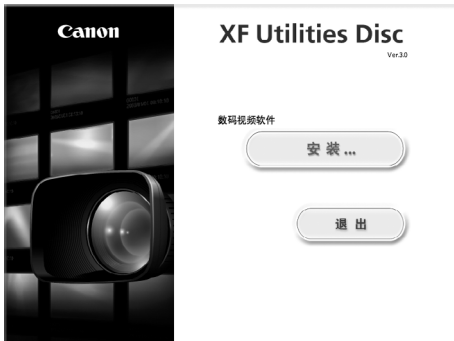 Canon
XF Utilities Disc
Ver.3.0
数码视频软件
安 装 ...
退 出